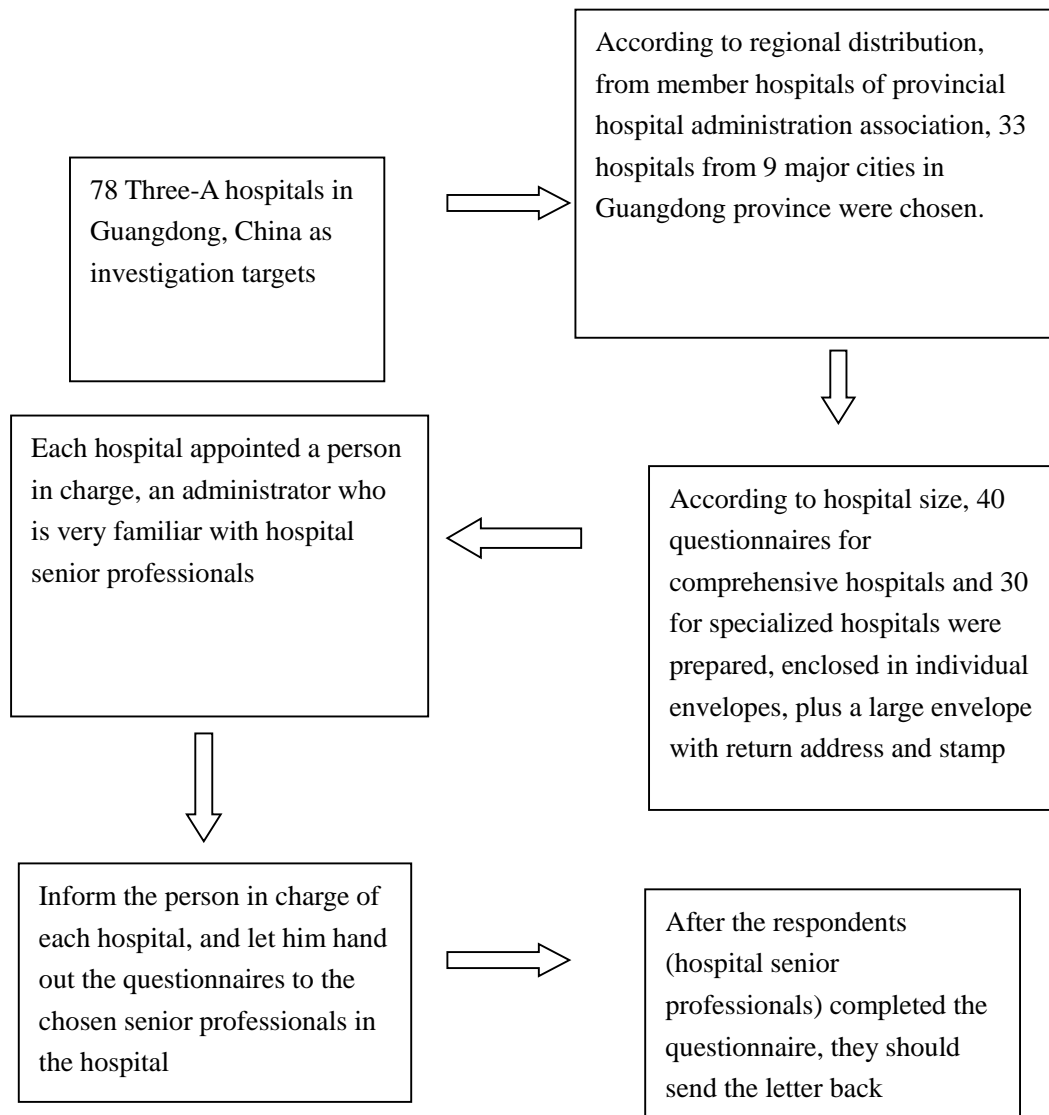 78 Three-A hospitals in
Guangdong, China as
investigation targets
According to regional distribution,
from member hospitals of provincial
hospital administration association, 33
hospitals from 9 major cities in
Guangdong province were chosen.
According to hospital size, 40
questionnaires for
comprehensive hospitals and 30
for specialized hospitals were
prepared, enclosed in individual
envelopes, plus a large envelope
with return address and stamp
Each hospital appointed a person
in charge, an administrator who
is very familiar with hospital
senior professionals
Inform the person in charge of
each hospital, and let him hand
out the questionnaires to the
chosen senior professionals in
the hospital
After the respondents
(hospital senior
professionals) completed the
questionnaire, they should
send the letter back